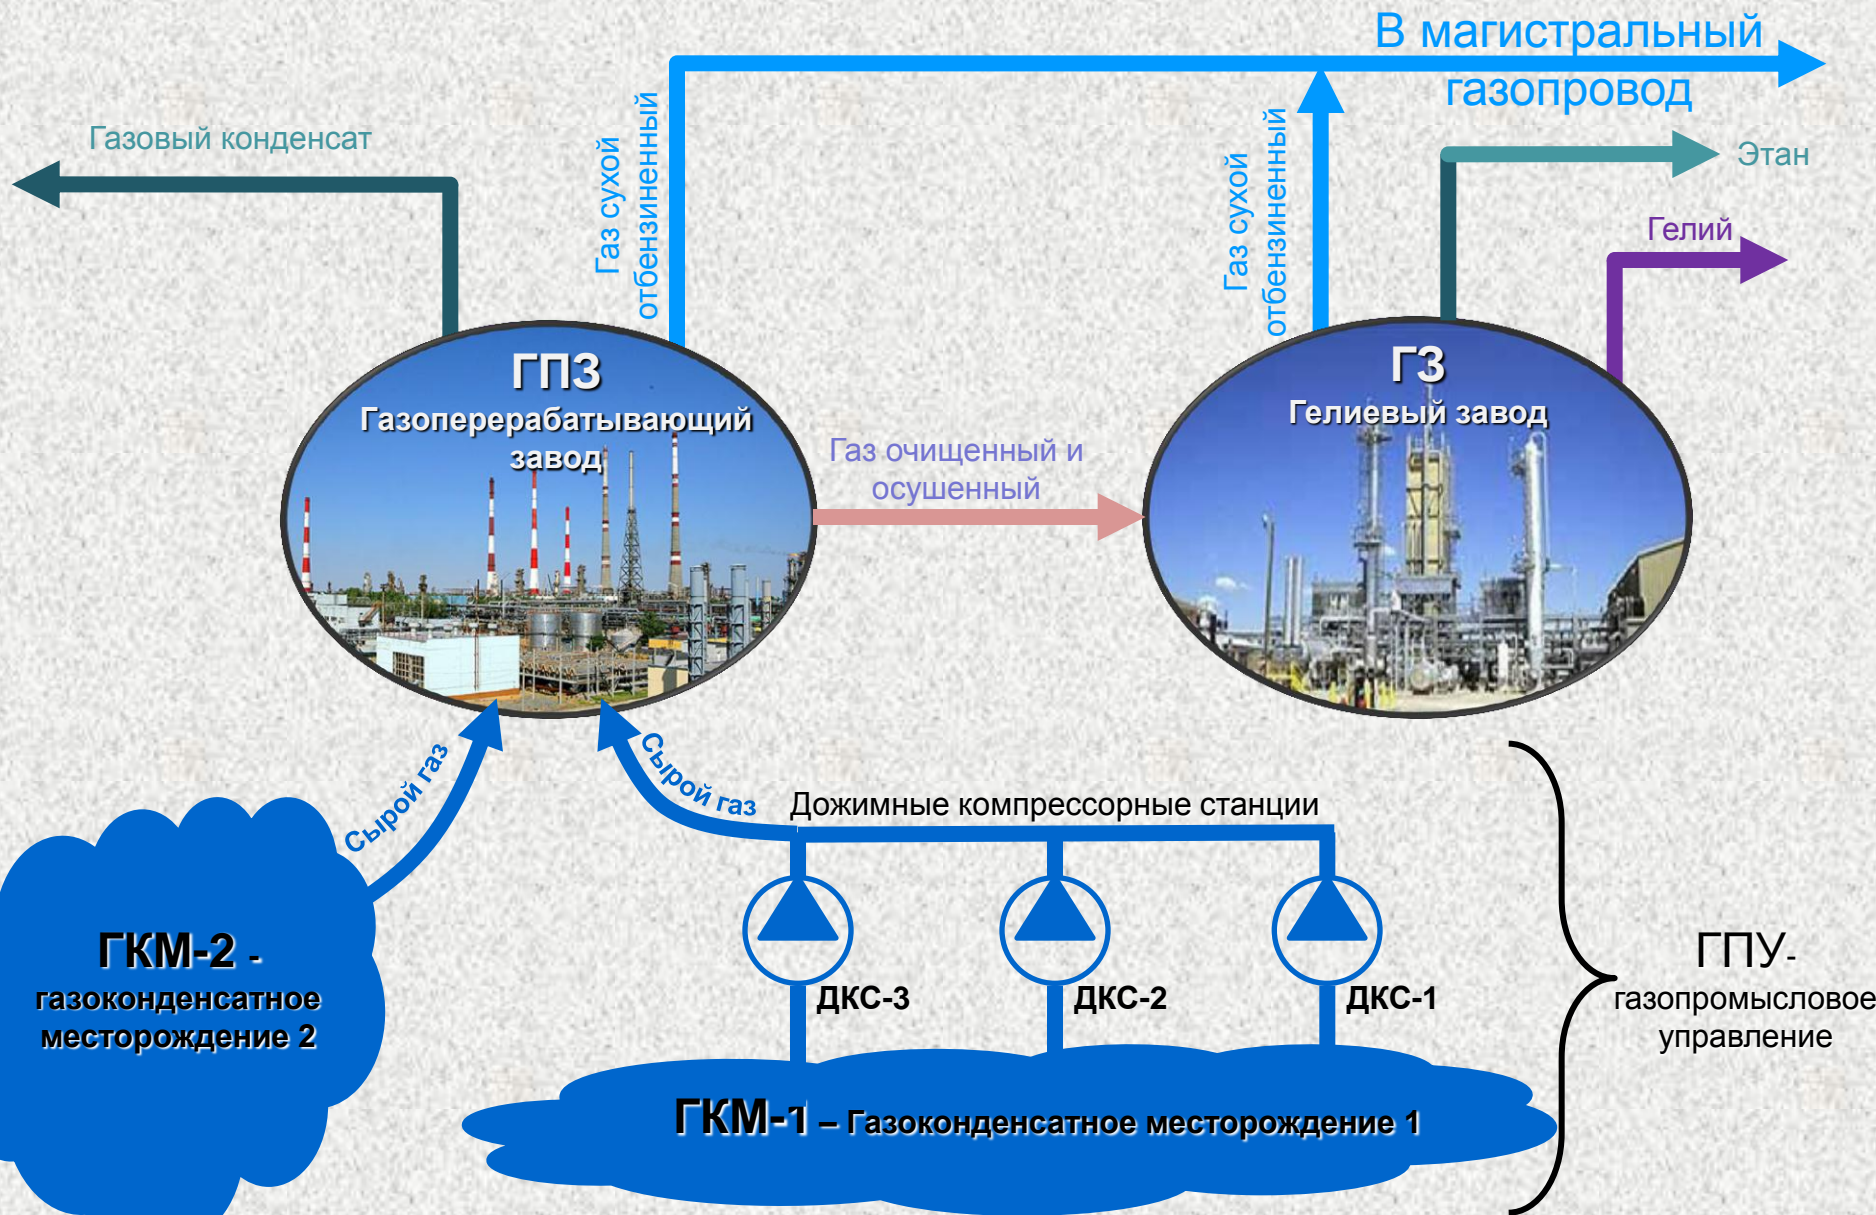 В магистральный
газопровод
Газовый конденсат
Газ сухой
отбензиненный
Газ сухой
отбензиненный
Этан
Гелий
ГПЗ
Газоперерабатывающий
завод
ГЗ
Гелиевый завод
Газ очищенный и
осушенный
Сырой газ
Сырой газ
Дожимные компрессорные станции
ГКМ-2 -
газоконденсатное
месторождение 2
ДКС-3
ДКС-2
ДКС-1
ГПУ-
газопромысловое
управление
ГКМ-1 – Газоконденсатное месторождение 1